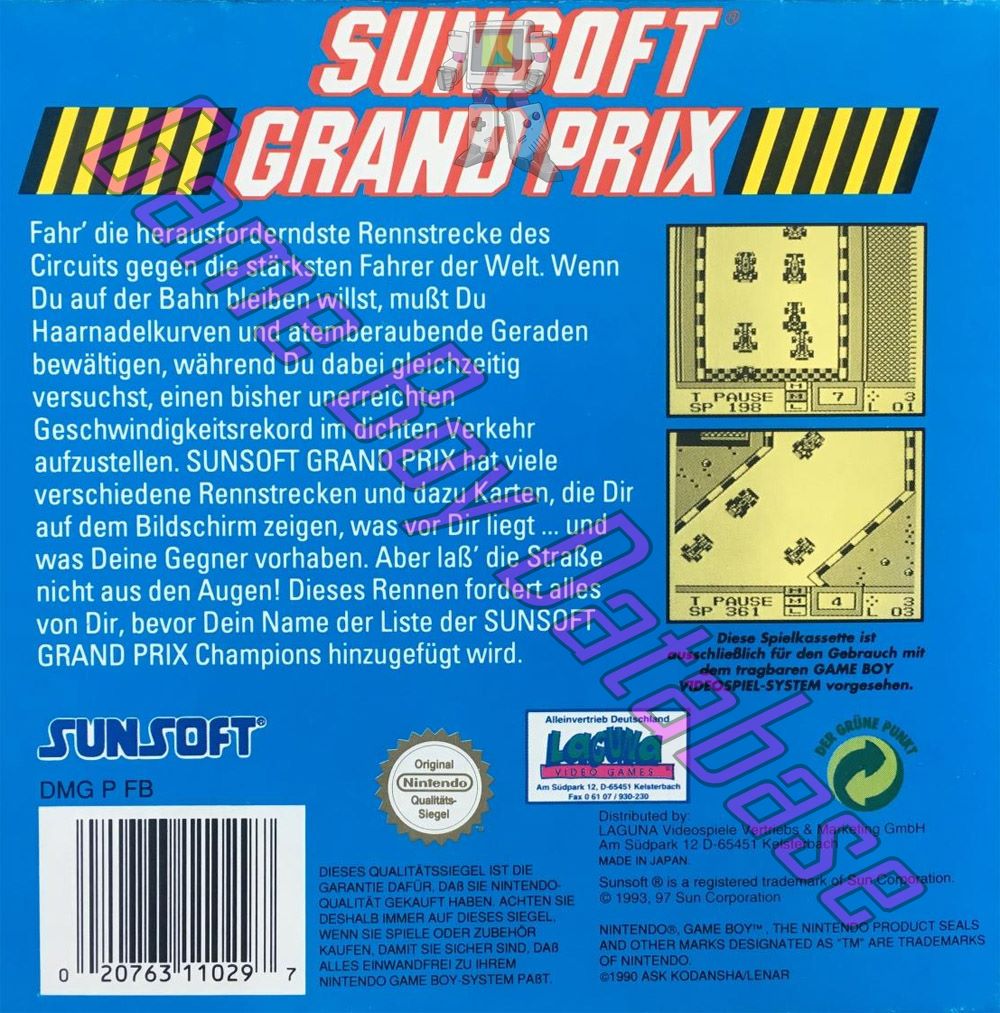 SUNSOFT®
GRAND PRIX
Fahr’ die herausforderndste Rennstrecke des
Circuits gegen die stärksten Fahrer der Welt. Wenn
Du auf der Bahn bleiben willst, mußt Du
Haarnadelkurven und atemberaubende Geraden
bewältigen, während Du dabei gleichzeitig
versuchst, einen bisher unerreichten
Geschwindigkeitsrekord im dichten Verkehr
aufzustellen. SUNSOFT GRAND PRIX hat viele
verschiedene Rennstrecken und dazu Karten, die Dir
auf dem Bildschirm zeigen, was vor Dir liegt ... und
was Deine Gegner vorhaben. Aber laß’ die Straße
nicht aus den Augen! Dieses Rennen fordert alles
von Dir, bevor Dein Name der Liste der SUNSOFT
GRAND PRIX Champions hinzugefügt wird.
T PAUSE M 7 3
SP 198 L L 01
T PAUSE M 4 3
SP 361 L L 03
Diese Spielkassette ist
ausschließlich für den Gebrauch mit
dem tragbaren GAME BOY
VIDEOSPIEL-SYSTEM vorgesehen.
Game Boy Database
SUNSOFT®
DMG P FB
0 20763 11029 7
Original
Nintendo
Qualitäts-
Siegel
DIESES QUALITÄTSSIEGEL IST DIE
GARANTIE DAFÜR, DAß SIE NINTENDO-
QUALITÄT GEKAUFT HABEN. ACHTEN SIE
DESHALB IMMER AUF DIESES SIEGEL,
WENN SIE SPIELE ODER ZUBEHÖR
KAUFEN, DAMIT SIE SICHER SIND, DAß
ALLES EINWANDFREI ZU IHREM
NINTENDO GAME BOY-SYSTEM PAßT.
Alleinvertrieb Deutschland
LAGUNA
VIDEO GAMES ™
Am Südpark 12, D-65451 Kelsterbach
Fax 0 61 07 / 930-230
DER GRÜNE PUNKT
Distributed by:
LAGUNA Videospiele Vertriebs & Marketing GmbH
Am Südpark 12 D-65451 Kelsterbach
MADE IN JAPAN.
Sunsoft ® is a registered trademark of Sun Corporation.
© 1993, 97 Sun Corporation
NINTENDO®, GAME BOY™, THE NINTENDO PRODUCT SEALS
AND OTHER MARKS DESIGNATED AS "TM" ARE TRADEMARKS
OF NINTENDO.
©1990 ASK KODANSHA/LENAR